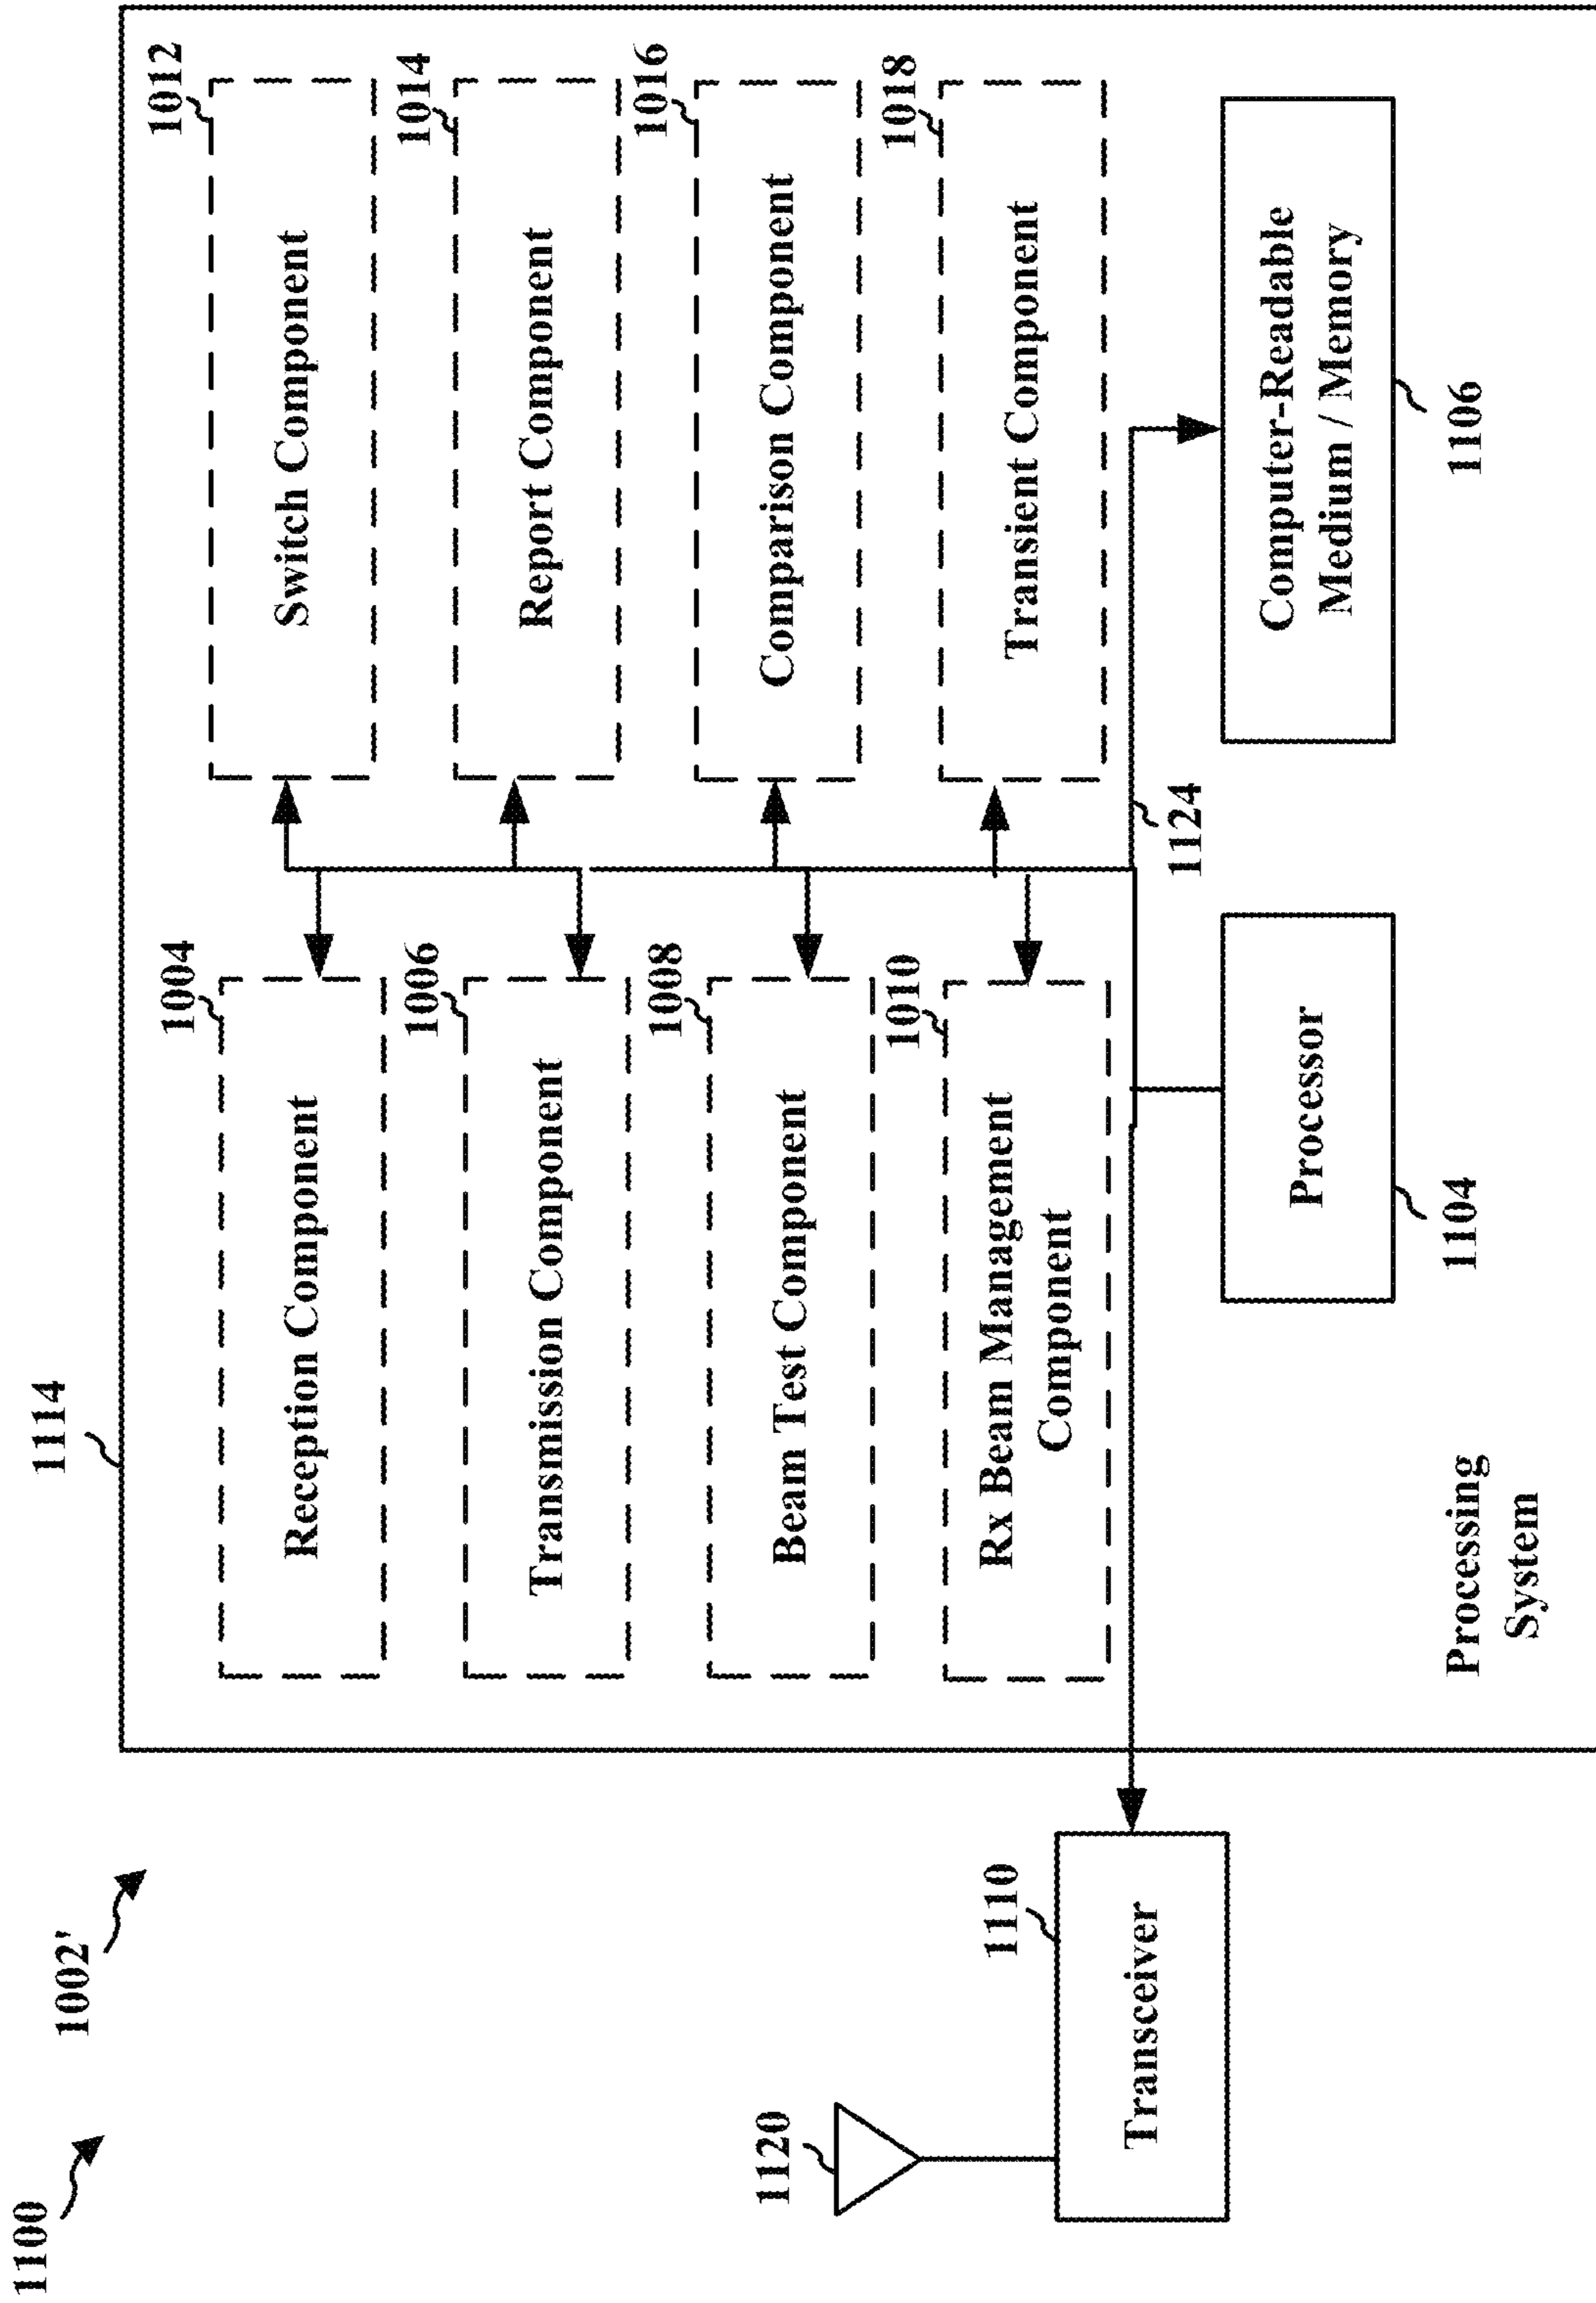 1100
1002'
1114
1004
Reception Component
1012
Switch Component
1006
Transmission Component
1014
Report Component
1008
Beam Test Component
1016
Comparison Component
1010
Rx Beam Management
Component
1018
Transient Component
1120
1110
Transceiver
1124
Processor
1104
Computer-Readable
Medium / Memory
1106
Processing
System